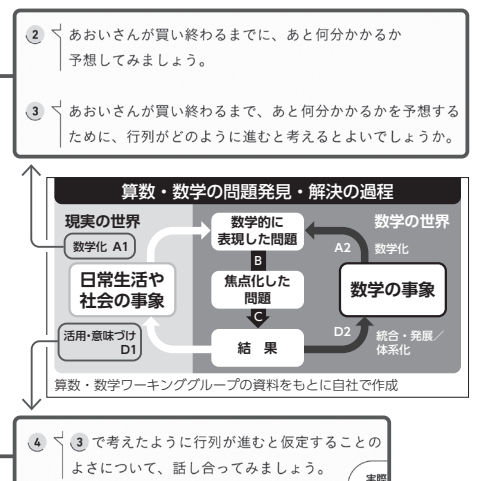 2 あおいさんが買い終わるまでに、あと何分かかるか
予想してみましょう。
3 あおいさんが買い終わるまで、あと何分かかるかを予想する
ために、行列がどのように進むと考えるとよいでしょうか。
算数・数学の問題発見・解決の過程
現実の世界
数学化 A1
日常生活や
社会の事象
活用・意味づけ
D1
数学的に
表現した問題
B
焦点化した
問題
C
結 果
数学の世界
A2 数学化
数学の事象
D2 統合・発展/
体系化
算数・数学ワーキンググループの資料をもとに自社で作成
4 3 で考えたように行列が進むと仮定することの
よさについて、話し合ってみましょう。
実際